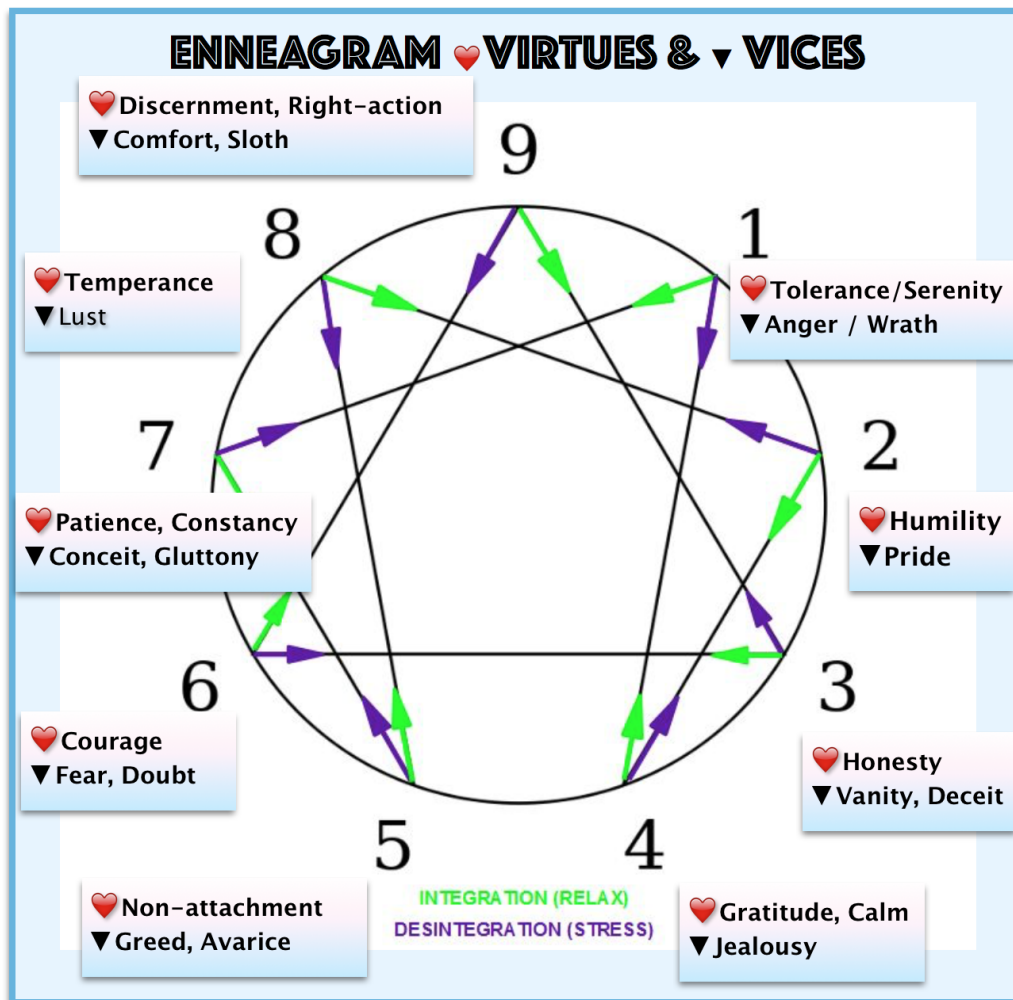 ENNEAGRAM ❤️VIRTUES & ▼ VICES
❤️Discernment, Right-action
▼Comfort, Sloth
9
8
1
❤️Temperance
▼Lust
❤️Tolerance/Serenity
▼Anger / Wrath
7
2
❤️Patience, Constancy
▼Conceit, Gluttony
❤️Humility
▼Pride
6
3
❤️Courage
▼Fear, Doubt
❤️Honesty
▼Vanity, Deceit
5
4
INTEGRATION (RELAX)
DESINTEGRATION (STRESS)
❤️Non-attachment
▼Greed, Avarice
❤️Gratitude, Calm
▼Jealousy